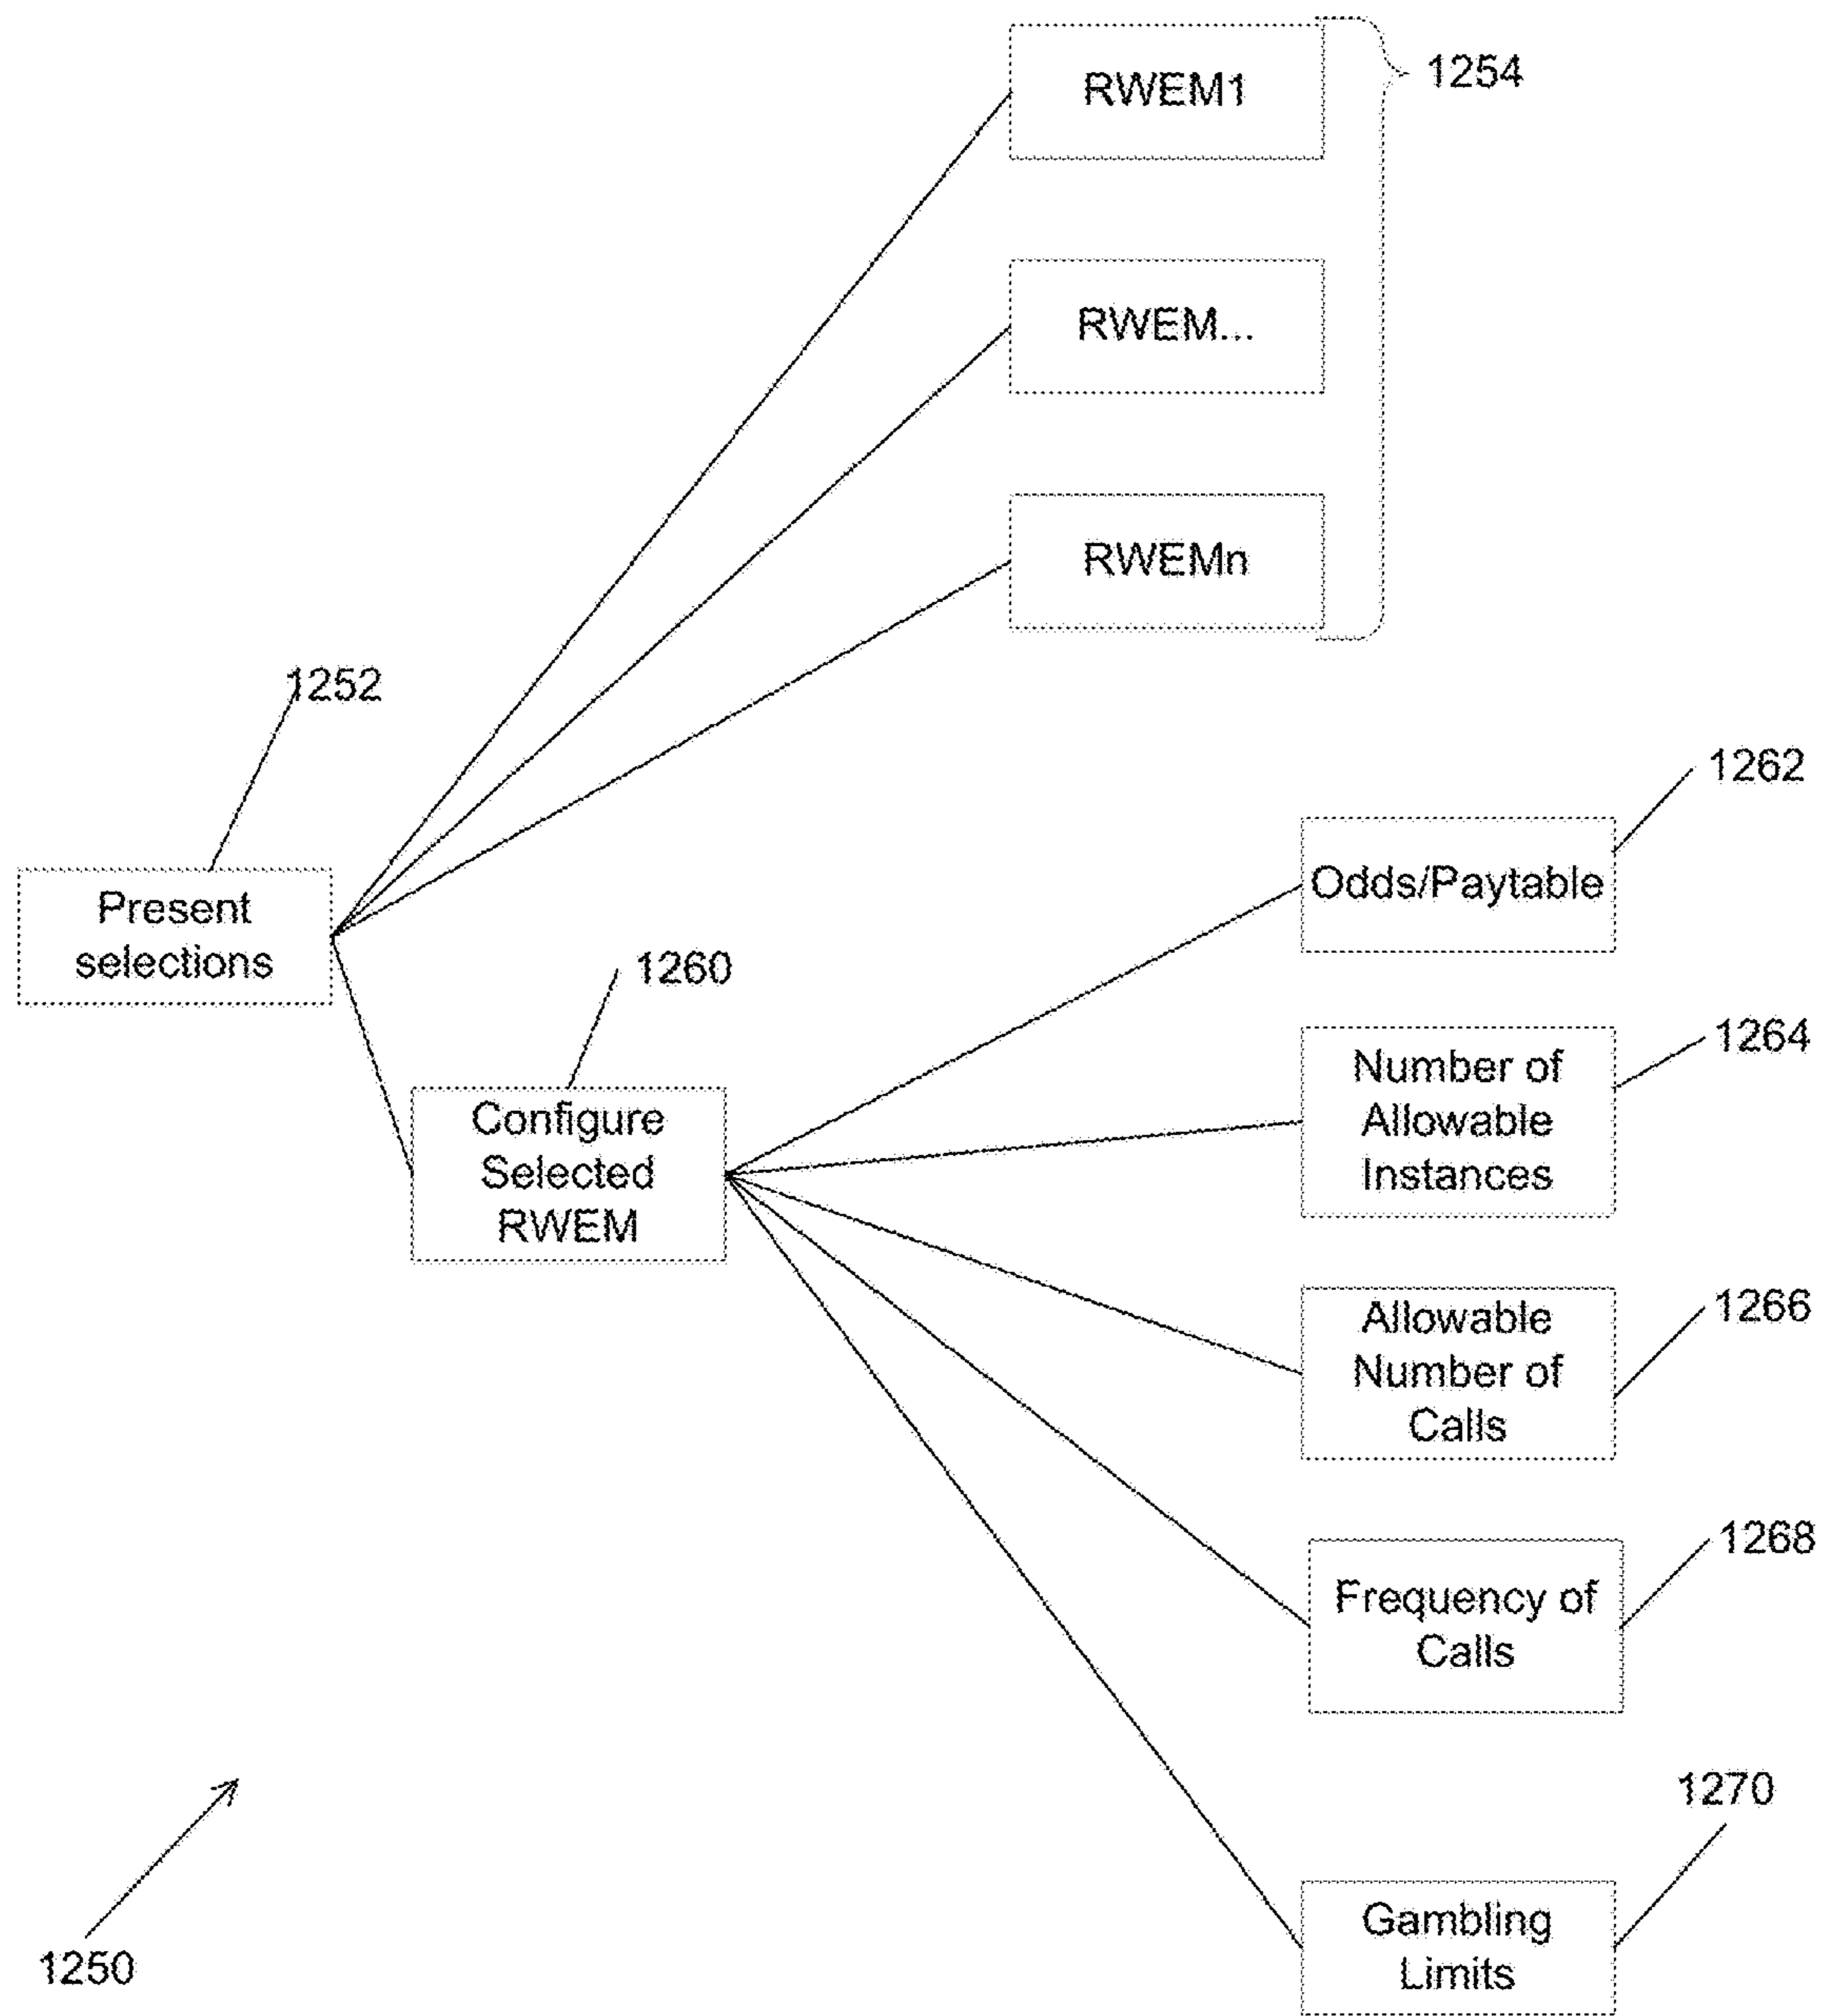 RWEM1
1254
RWEM...
RWEMn
1252
Present
selections
1260
Configure
Selected
RWEM
1262
Odds/Paytable
1264
Number of
Allowable
Instances
1266
Allowable
Number of
Calls
1268
Frequency of
Calls
1270
Gambling
Limits
1250